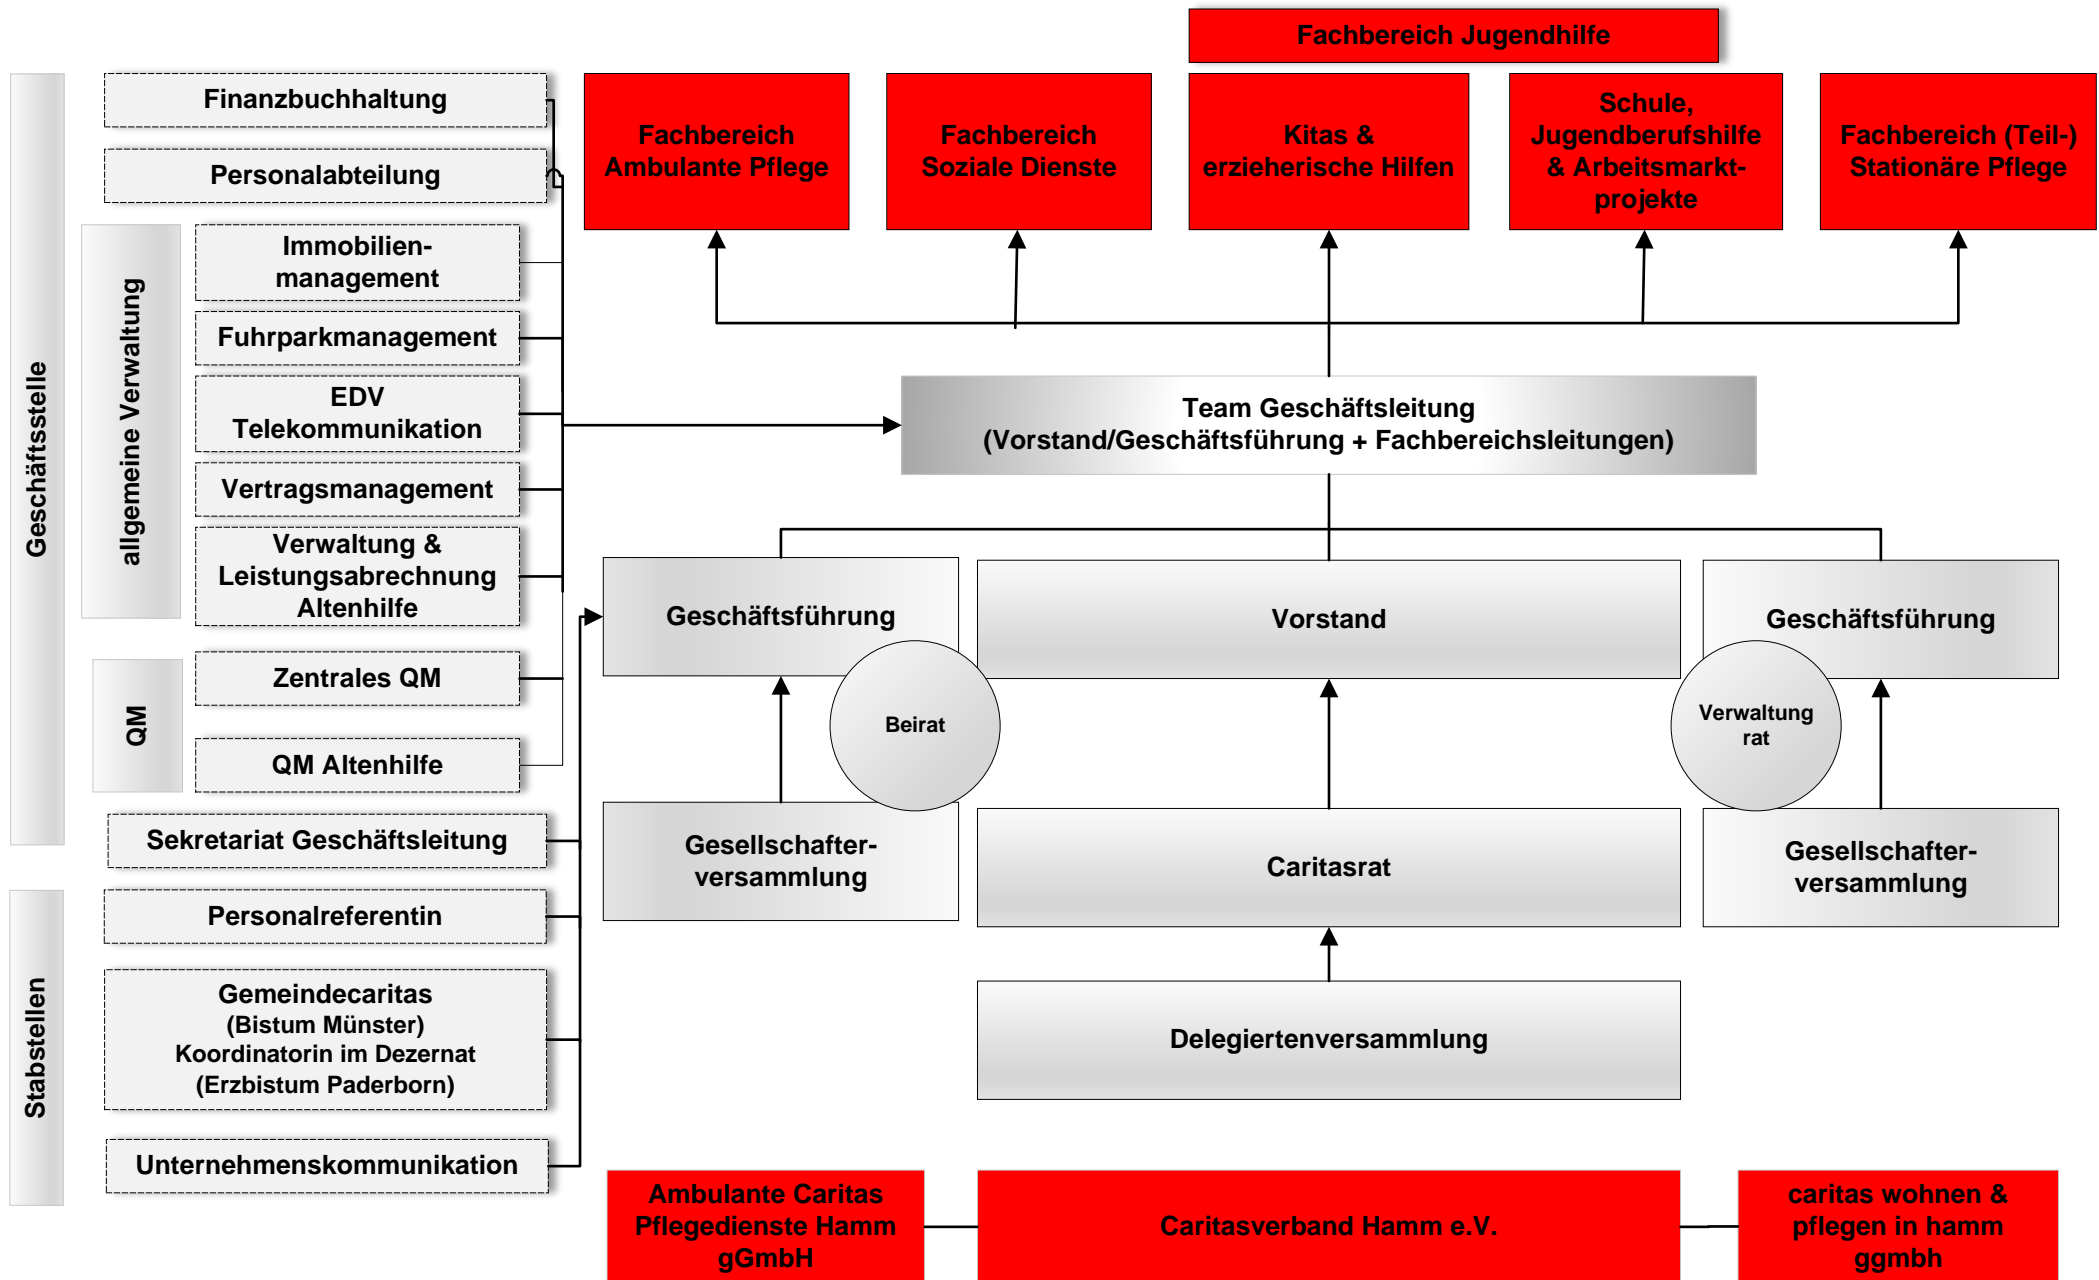 Fachbereich Jugendhilfe
Geschäftsstelle
Finanzbuchhaltung
Personalabteilung
allgemeine Verwaltung
Immobilien-
management
Fuhrparkmanagement
EDV
Telekommunikation
Vertragsmanagement
Verwaltung &
Leistungsabrechnung
Altenhilfe
QM
Zentrales QM
QM Altenhilfe
Sekretariat Geschäftsleitung
Stabstellen
Personalreferentin
Gemeindecaritas
(Bistum Münster)
Koordinatorin im Dezernat
(Erzbistum Paderborn)
Unternehmenskommunikation
Fachbereich
Ambulante Pflege
Fachbereich
Soziale Dienste
Kitas &
erzieherische Hilfen
Schule,
Jugendberufshilfe
& Arbeitsmarkt-
projekte
Fachbereich (Teil-)
Stationäre Pflege
Team Geschäftsleitung
(Vorstand/Geschäftsführung + Fachbereichsleitungen)
Geschäftsführung
Vorstand
Geschäftsführung
Beirat
Verwaltung
rat
Gesellschafter-
versammlung
Caritasrat
Gesellschafter-
versammlung
Delegiertenversammlung
Ambulante Caritas
Pflegedienste Hamm
gGmbH
Caritasverband Hamm e.V.
caritas wohnen &
pflegen in hamm
ggmbh